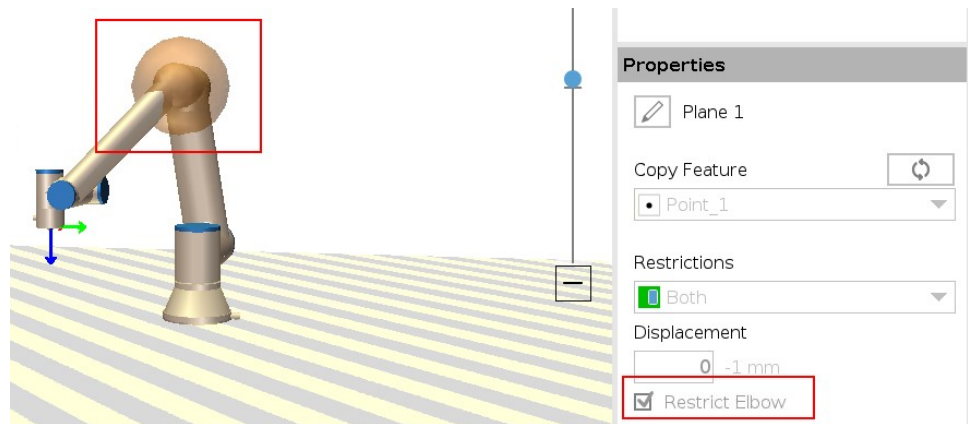 Properties
Plane 1
Copy Feature
Point_1
Restrictions
Both
Displacement
0 -1 mm
Restrict Elbow